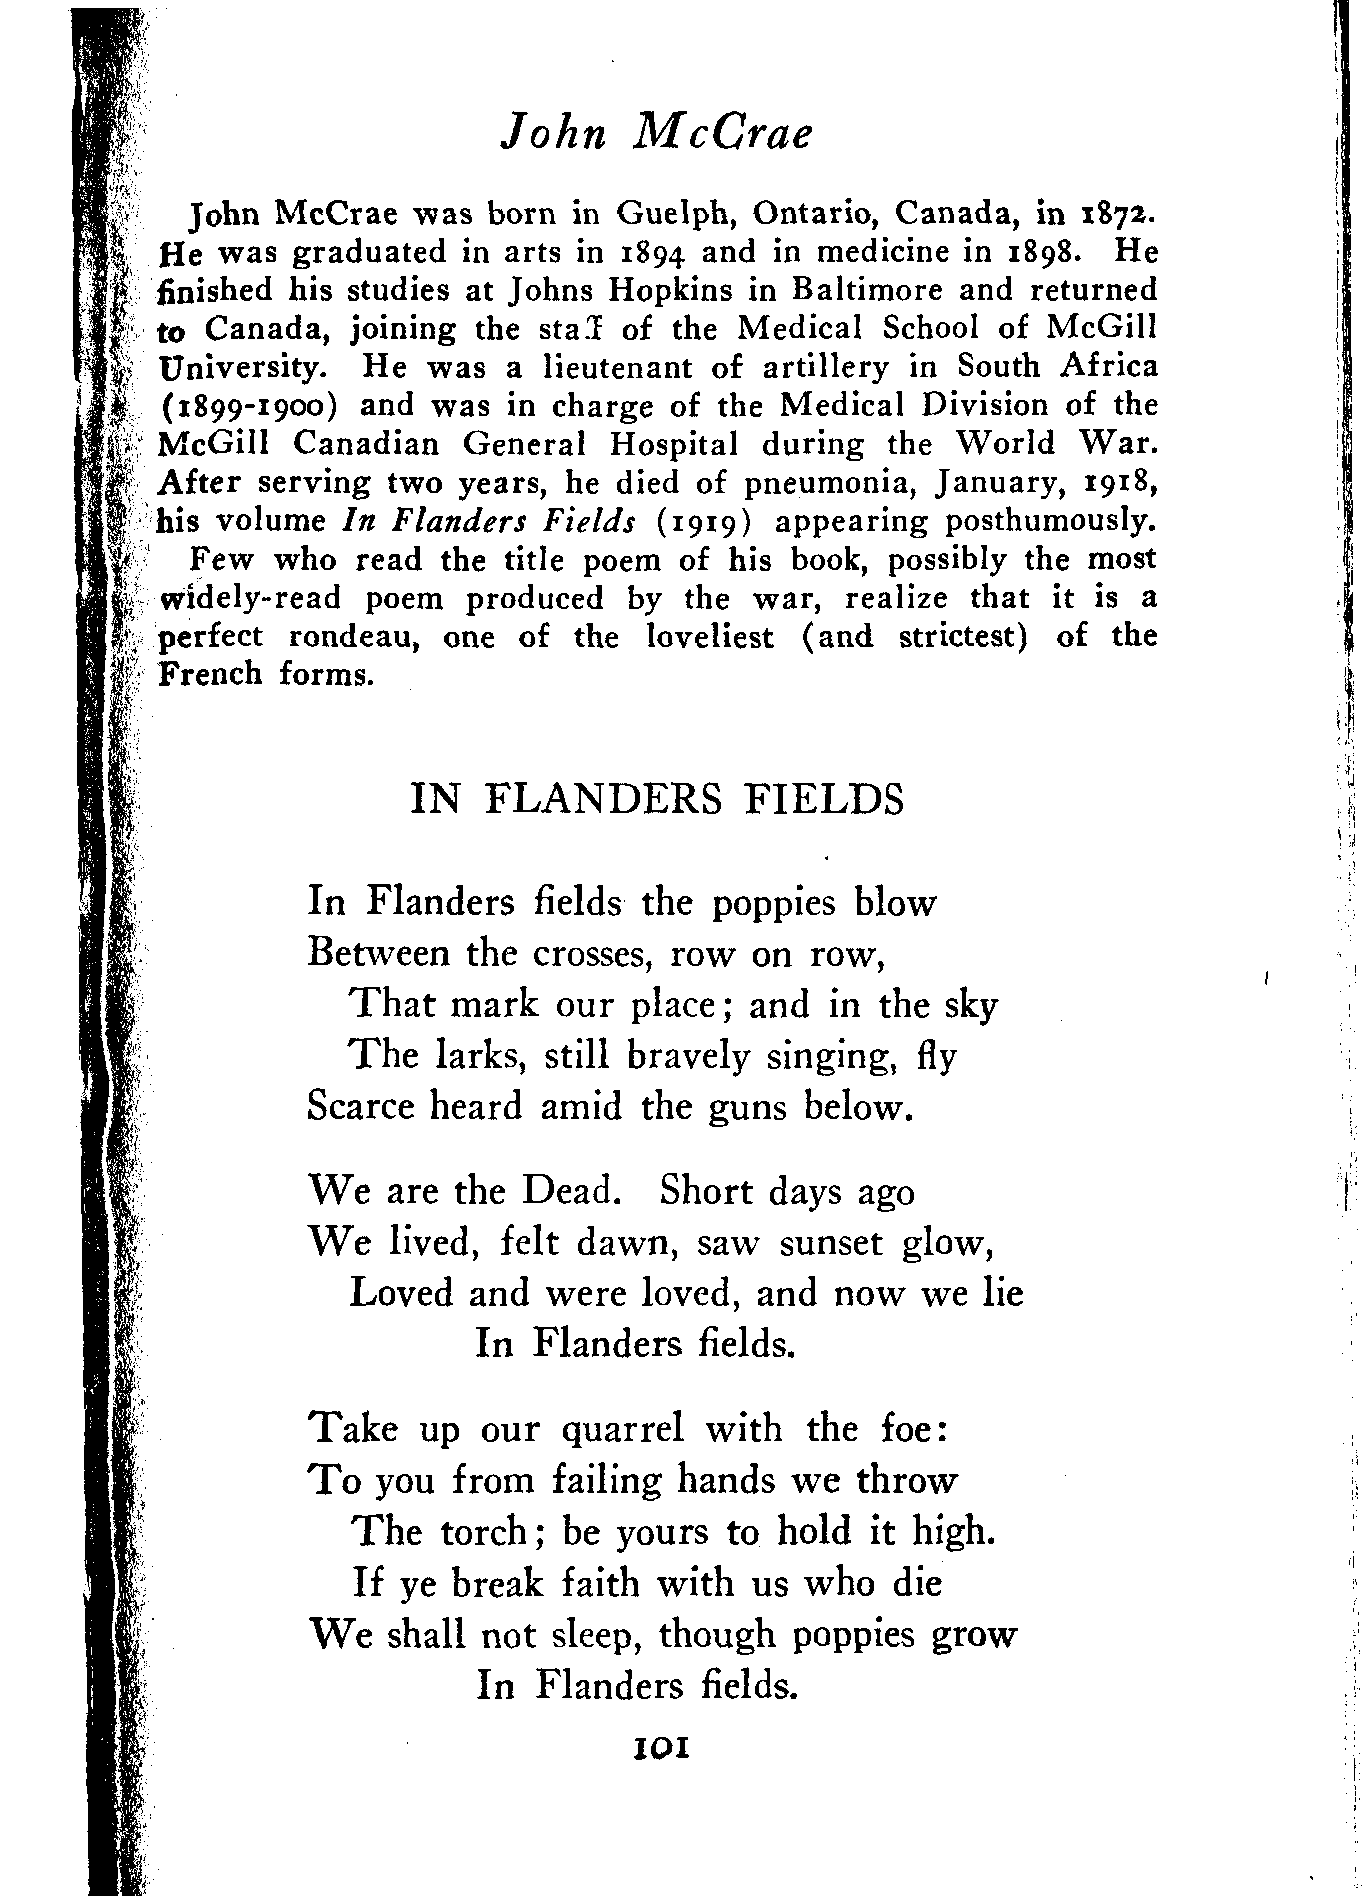 John McCrae
John McCrae was born in Guelph, Ontario, Canada, in 1872.
He was graduated in arts in 1894 and in medicine in 1898. He
finished his studies at Johns Hopkins in Baltimore and returned
to Canada, joining the staff of the Medical School of McGill
University. He was a lieutenant of artillery in South Africa
(1899-1900) and was in charge of the Medical Division of the
McGill Canadian General Hospital during the World War.
After serving two years, he died of pneumonia, January, 1918,
his volume In Flanders Fields (1919) appearing posthumously.
Few who read the title poem of his book, possibly the most
widely-read poem produced by the war, realize that it is a
perfect rondeau, one of the loveliest (and strictest) of the
French forms.
IN FLANDERS FIELDS
In Flanders fields the poppies blow
Between the crosses, row on row,
That mark our place; and in the sky
The larks, still bravely singing, fly
Scarce heard amid the guns below.
We are the Dead. Short days ago
We lived, felt dawn, saw sunset glow,
Loved and were loved, and now we lie
In Flanders fields.
Take up our quarrel with the foe:
To you from failing hands we throw
The torch; be yours to hold it high.
If ye break faith with us who die
We shall not sleep, though poppies grow
In Flanders fields.
101